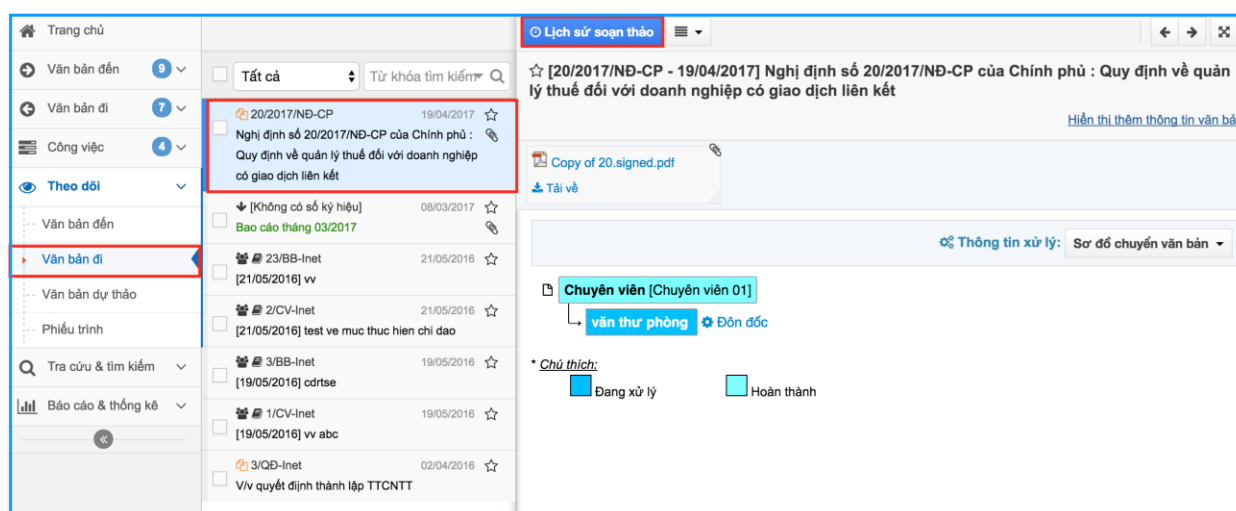 Trang chủ
Văn bản đến 9
Văn bản đi 7
Công việc 4
Theo dõi
Văn bản đến
Văn bản đi
Văn bản dự thảo
Phiếu trình
Tra cứu & tìm kiếm
Báo cáo & thống kê
Tất cả
Từ khóa tìm kiếm
20/2017/NĐ-CP 19/04/2017
Nghị định số 20/2017/NĐ-CP của Chính phủ :
Quy định về quản lý thuế đối với doanh nghiệp
có giao dịch liên kết
[Không có số ký hiệu] 08/03/2017
Bao cáo tháng 03/2017
23/BB-Inet 21/05/2016
[21/05/2016] vv
2/CV-Inet 21/05/2016
[21/05/2016] test ve muc thuc hien chi dao
3/BB-Inet 19/05/2016
[19/05/2016] cdrtse
1/CV-Inet 19/05/2016
[19/05/2016] vv abc
3/QĐ-Inet 02/04/2016
V/v quyết địjnh thành lập TTCNTT
Lịch sử soạn thảo
[20/2017/NĐ-CP - 19/04/2017] Nghị định số 20/2017/NĐ-CP của Chính phủ : Quy định về quản
lý thuế đối với doanh nghiệp có giao dịch liên kết
Hiển thị thêm thông tin văn bả
Copy of 20.signed.pdf
Tải về
Thông tin xử lý: Sơ đồ chuyển văn bản
Chuyên viên [Chuyên viên 01]
văn thư phòng Đôn đốc
* Chú thích:
Đang xử lý Hoàn thành